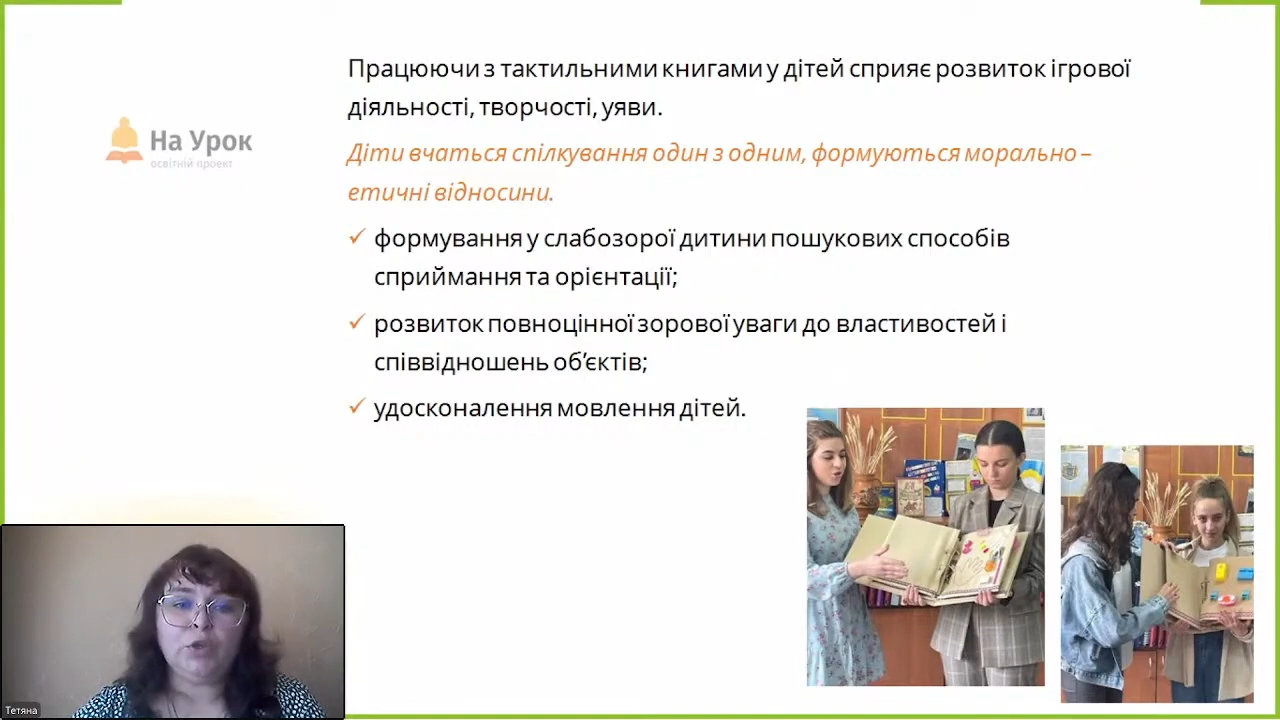 Працюючи з тактильними книгами у дітей сприяє розвиток ігрової
діяльності, творчості, уяви.
На Урок
освітній проект
Діти вчаться спілкування один з одним, формуються морально –
етичні відносини.
✓ формування у слабозорої дитини пошукових способів
сприймання та орієнтації;
✓ розвиток повноцінної зорової уваги до властивостей і
співвідношень об’єктів;
✓ удосконалення мовлення дітей.
Тетяна